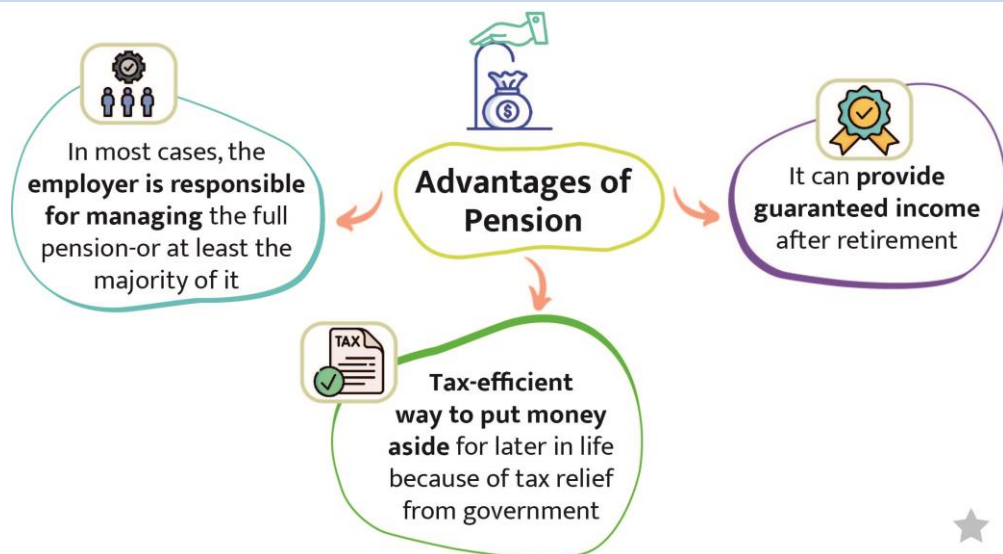 Advantages of
Pension
In most cases, the
employer is responsible
for managing the full
pension-or at least the
majority of it
TAX
Tax-efficient
way to put money
aside for later in life
because of tax relief
from government
It can provide
guaranteed income
after retirement
$